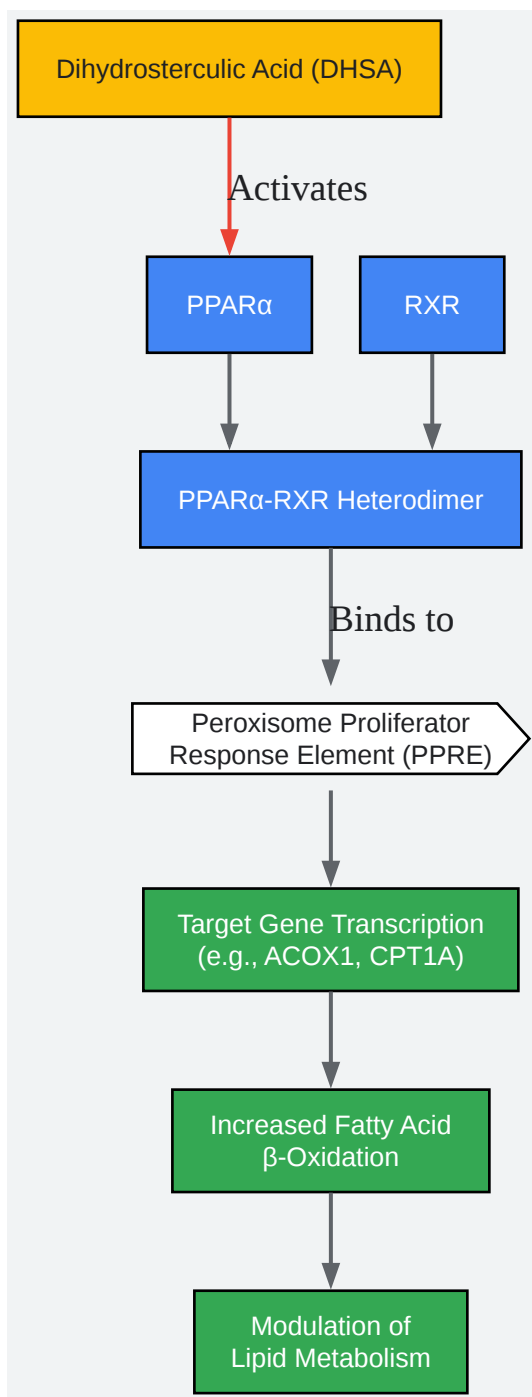 Dihydrosterculic Acid (DHSA)
Activates
PPARα
RXR
PPARα-RXR Heterodimer
Binds to
Peroxisome Proliferator
Response Element (PPRE)
Target Gene Transcription
(e.g., ACOX1, CPT1A)
Increased Fatty Acid
β-Oxidation
Modulation of
Lipid Metabolism